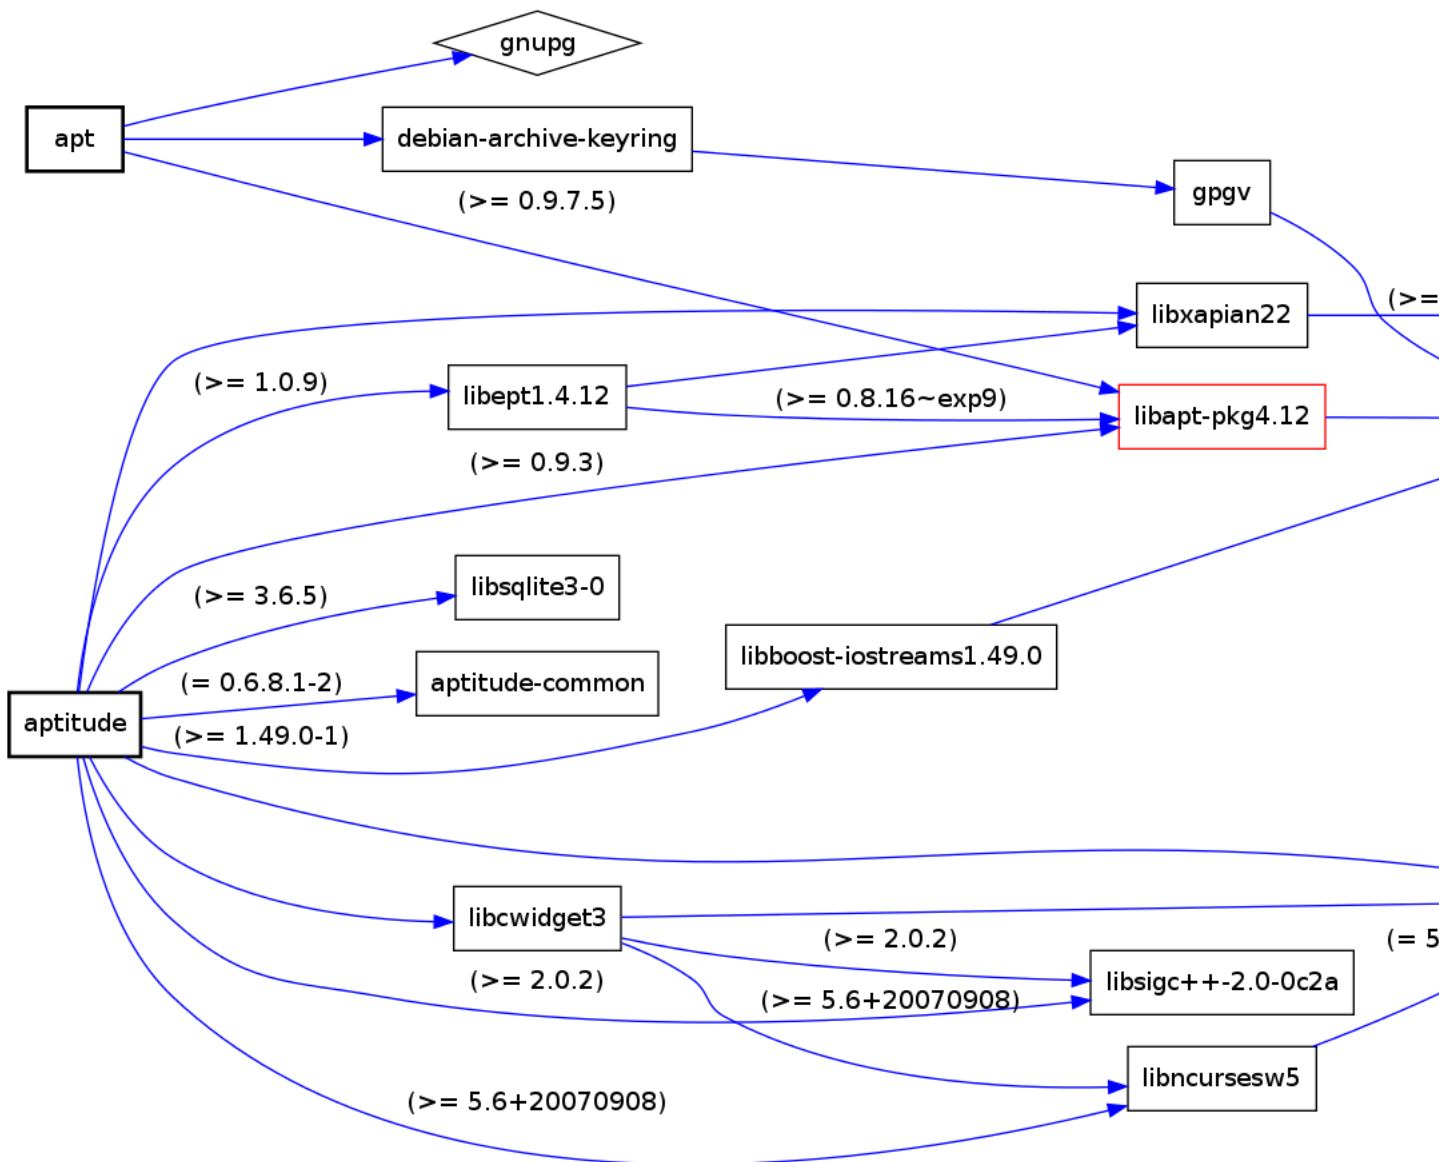 gnupg
apt
debian-archive-keyring
(>= 0.9.7.5)
gpgv
libxapian22
(>=
(>= 1.0.9)
libept1.4.12
(>= 0.8.16~exp9)
libapt-pkg4.12
(>= 0.9.3)
(>= 3.6.5)
libsqlite3-0
libboost-iostreams1.49.0
(= 0.6.8.1-2)
aptitude-common
aptitude
(>= 1.49.0-1)
libcwidget3
(>= 2.0.2)
(= 5
(>= 2.0.2)
libsigc++-2.0-0c2a
(>= 5.6+20070908)
libncursesw5
(>= 5.6+20070908)